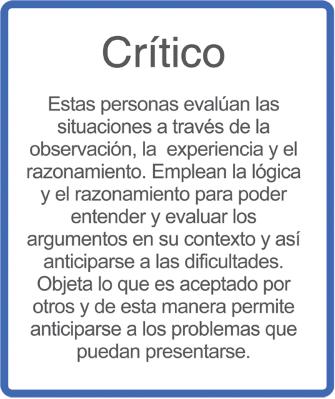 Crítico
Estas personas evalúan las
situaciones a través de la
observación, la experiencia y el
razonamiento. Emplean la lógica
y el razonamiento para poder
entender y evaluar los
argumentos en su contexto y así
anticiparse a las dificultades.
Objeta lo que es aceptado por
otros y de esta manera permite
anticiparse a los problemas que
puedan presentarse.